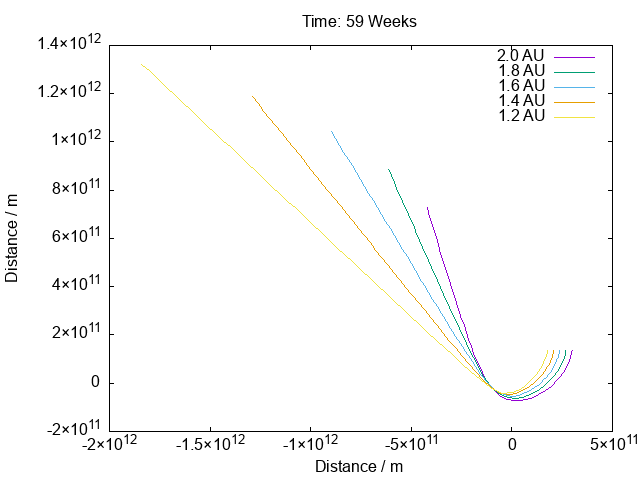 Time: 59 Weeks
1.4×10¹²
1.2×10¹²
1×10¹²
8×10¹¹
6×10¹¹
4×10¹¹
2×10¹¹
0
-2×10¹¹
Distance / m
2.0 AU
1.8 AU
1.6 AU
1.4 AU
1.2 AU
-2×10¹² -1.5×10¹² -1×10¹² -5×10¹¹ 0 5×10¹¹
Distance / m